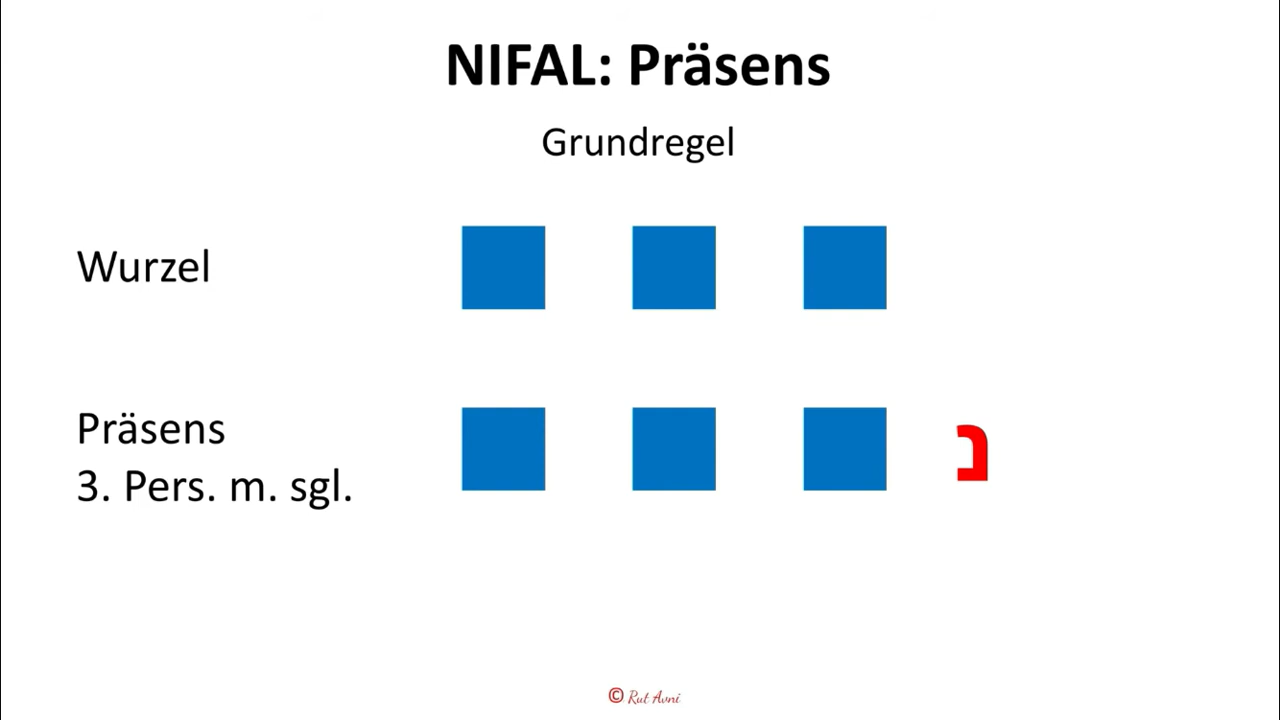 NIFAL: Präsens
Grundregel
Wurzel
Präsens
3. Pers. m. sgl.
נ
© Rut Avni